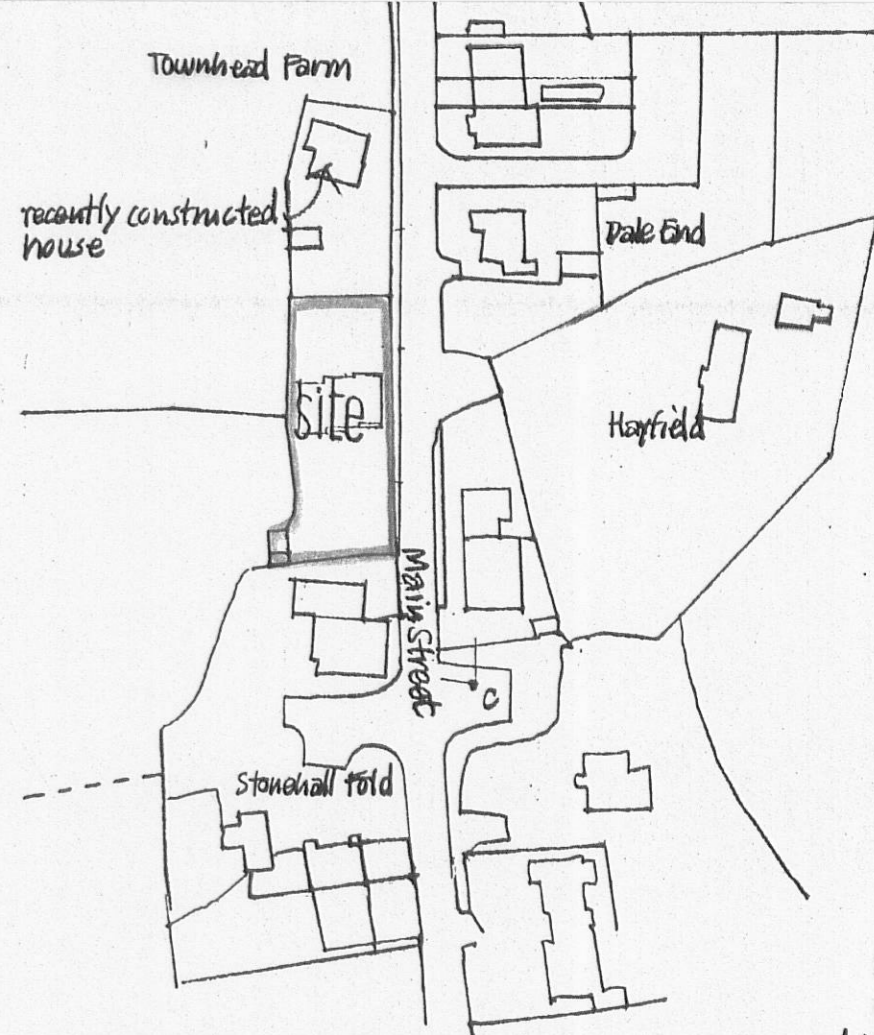 Townhead Farm
recently constructed
house
Dale End
site
Hayfield
Main Street
C
Stonehall Fold